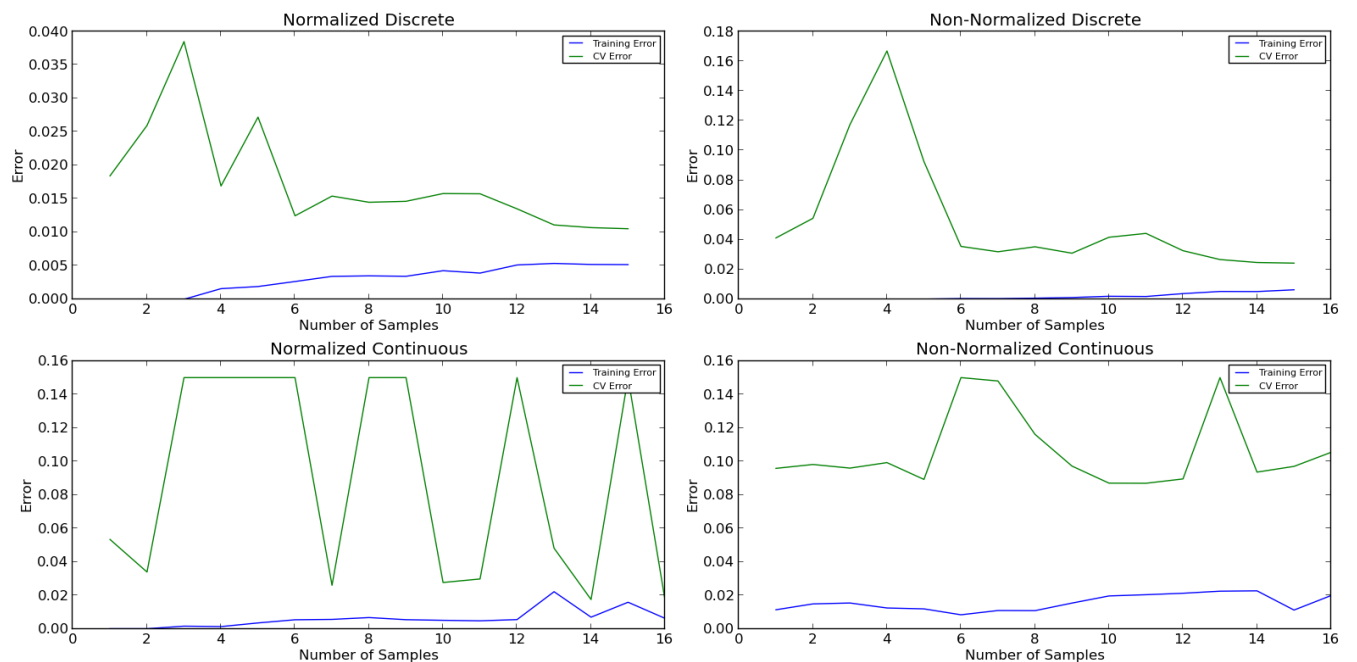 Normalized Discrete
0.040
0.035
0.030
0.025
0.020
0.015
0.010
0.005
0.000
Error
Training Error
CV Error
0 2 4 6 8 10 12 14 16
Number of Samples
Non-Normalized Discrete
0.18
0.16
0.14
0.12
0.10
0.08
0.06
0.04
0.02
0.00
Error
Training Error
CV Error
0 2 4 6 8 10 12 14 16
Number of Samples
Normalized Continuous
0.16
0.14
0.12
0.10
0.08
0.06
0.04
0.02
0.00
Error
Training Error
CV Error
0 2 4 6 8 10 12 14 16
Number of Samples
Non-Normalized Continuous
0.16
0.14
0.12
0.10
0.08
0.06
0.04
0.02
0.00
Error
Training Error
CV Error
0 2 4 6 8 10 12 14 16
Number of Samples